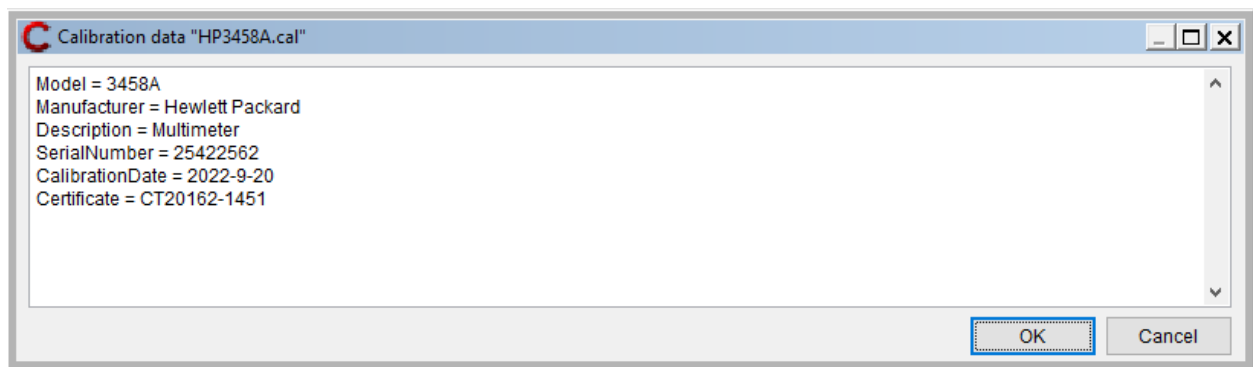 Calibration data "HP3458A.cal"
Model = 3458A
Manufacturer = Hewlett Packard
Description = Multimeter
SerialNumber = 25422562
CalibrationDate = 2022-9-20
Certificate = CT20162-1451
OK
Cancel